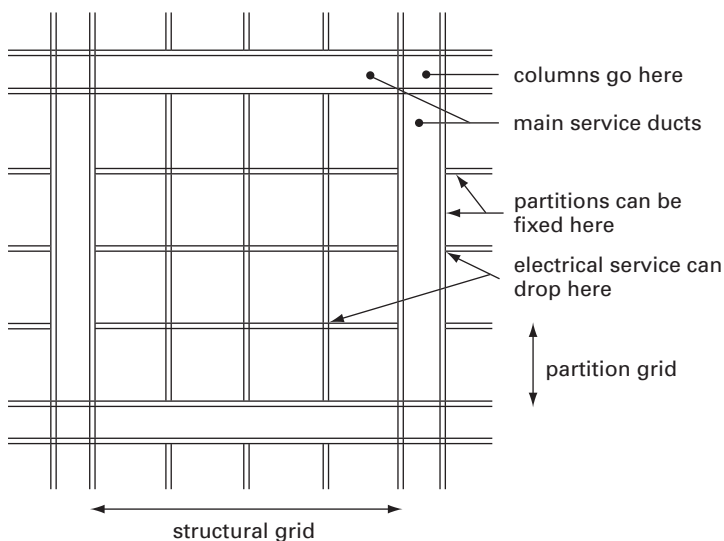 columns go here
main service ducts
partitions can be
fixed here
electrical service can
drop here
partition grid
structural grid